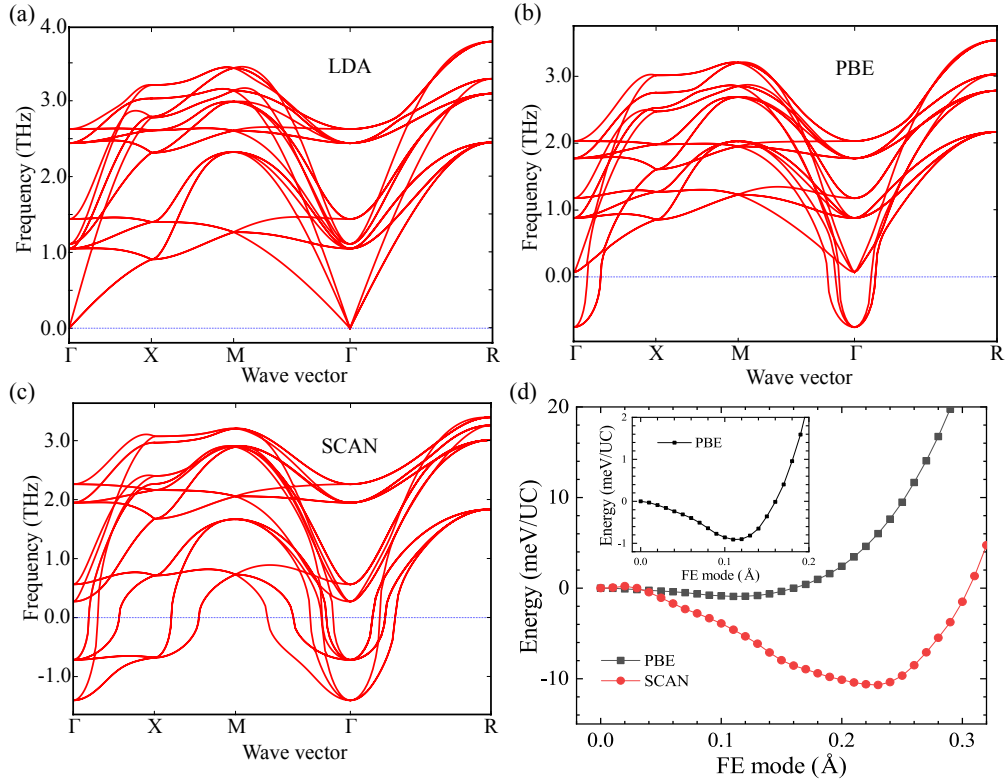 (a)
4.0
3.0
2.0
1.0
0.0
Frequency (THz)
LDA
Γ X M Γ R
Wave vector
(b)
3.0
2.0
1.0
0.0
Frequency (THz)
PBE
Γ X M Γ R
Wave vector
(c)
3.0
2.0
1.0
0.0
-1.0
Frequency (THz)
SCAN
Γ X M Γ R
Wave vector
(d)
20
10
0
-10
Energy (meV/UC)
PBE
SCAN
0.0 0.1 0.2 0.3
FE mode (Å)
2
1
0
-1
Energy (meV/UC)
PBE
0.0 0.1 0.2
FE mode (Å)